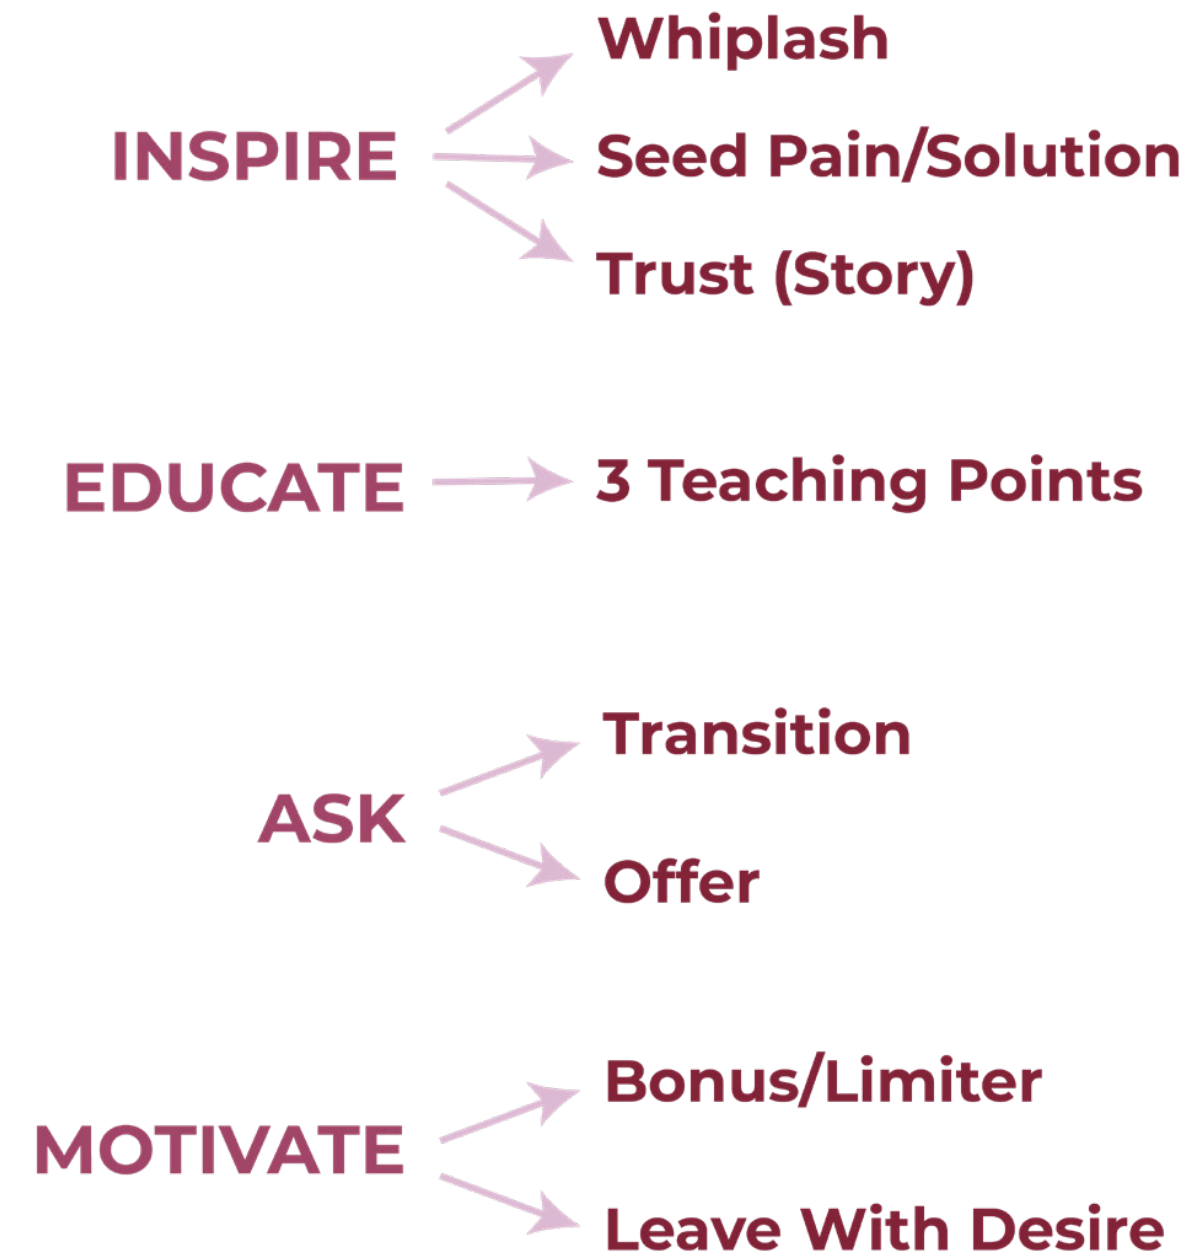 INSPIRE
Whiplash
Seed Pain/Solution
Trust (Story)
EDUCATE
3 Teaching Points
ASK
Transition
Offer
MOTIVATE
Bonus/Limiter
Leave With Desire